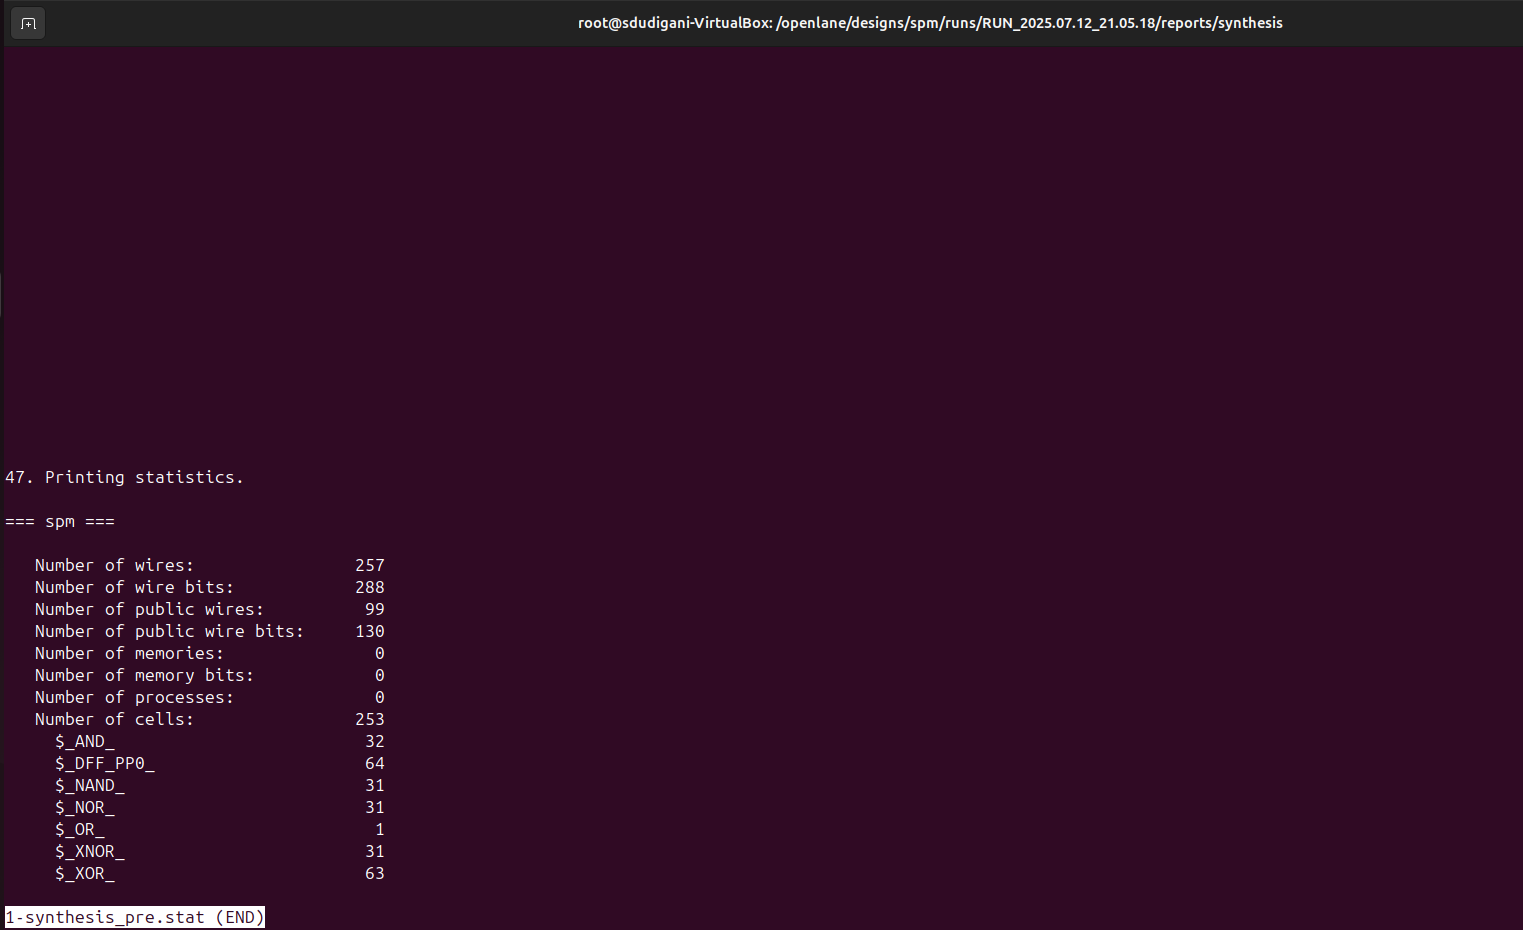 root@sdudigani-VirtualBox: /openlane/designs/spm/runs/RUN_2025.07.12_21.05.18/reports/synthesis
47. Printing statistics.
=== spm ===
Number of wires: 257
Number of wire bits: 288
Number of public wires: 99
Number of public wire bits: 130
Number of memories: 0
Number of memory bits: 0
Number of processes: 0
Number of cells: 253
$_AND_ 32
$_DFF_PP0_ 64
$_NAND_ 31
$_NOR_ 31
$_OR_ 1
$_XNOR_ 31
$_XOR_ 63
1-synthesis_pre.stat (END)